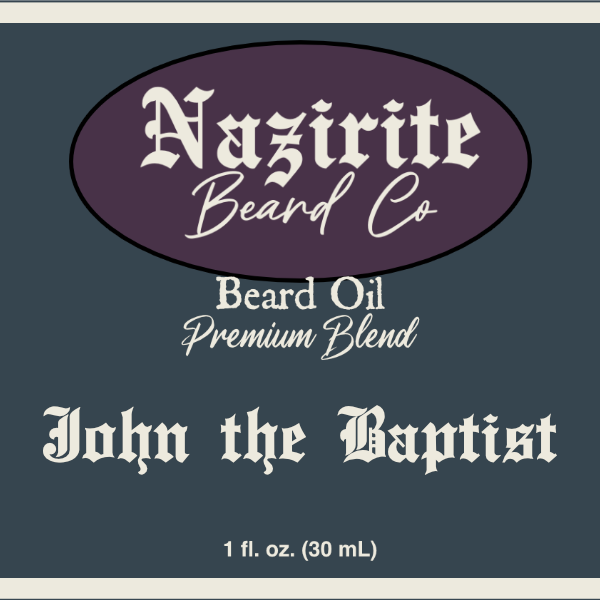 Nazirite
Beard Co
Beard Oil
Premium Blend
John the Baptist
1 fl. oz. (30 mL)